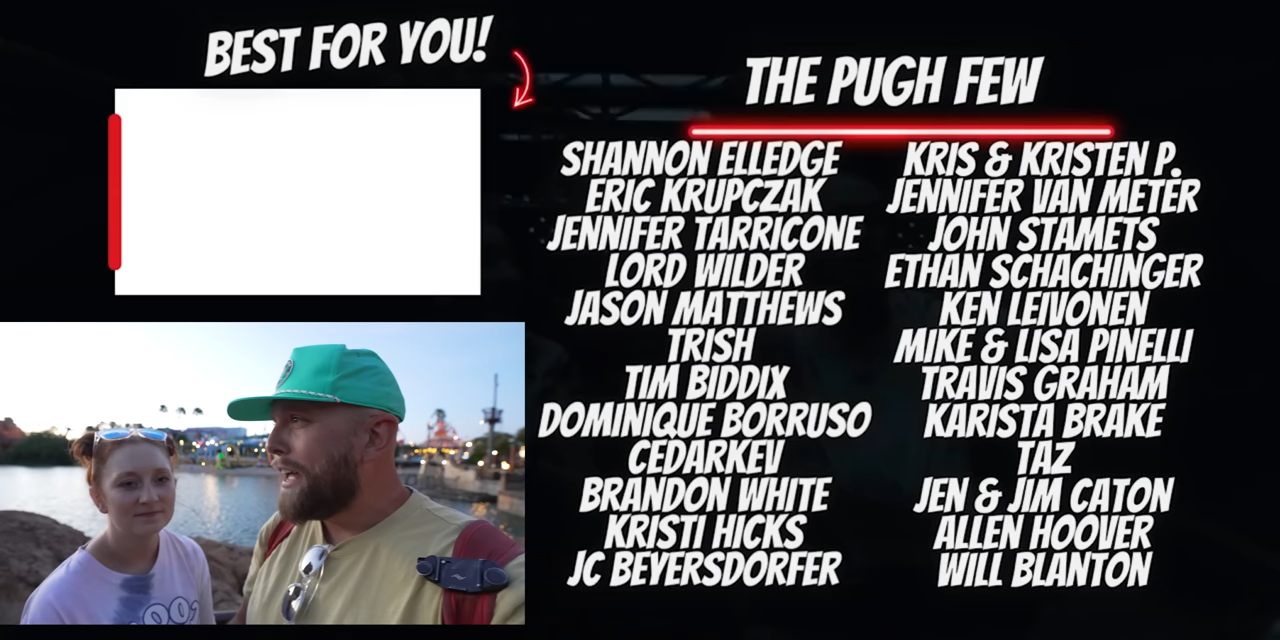 BEST FOR YOU!
THE PUGH FEW
SHANNON ELLEDGE
ERIC KRUPCZAK
JENNIFER TARRICONE
LORD WILDER
JASON MATTHEWS
TRISH
TIM BIDDIX
DOMINIQUE BORRUSO
CEDARKEV
BRANDON WHITE
KRISTI HICKS
JC BEYERSDORFER
KRIS & KRISTEN P.
JENNIFER VAN METER
JOHN STAMETS
ETHAN SCHACHINGER
KEN LEIVONEN
MIKE & LISA PINELLI
TRAVIS GRAHAM
KARISTA BRAKE
TAZ
JEN & JIM CATON
ALLEN HOOVER
WILL BLANTON